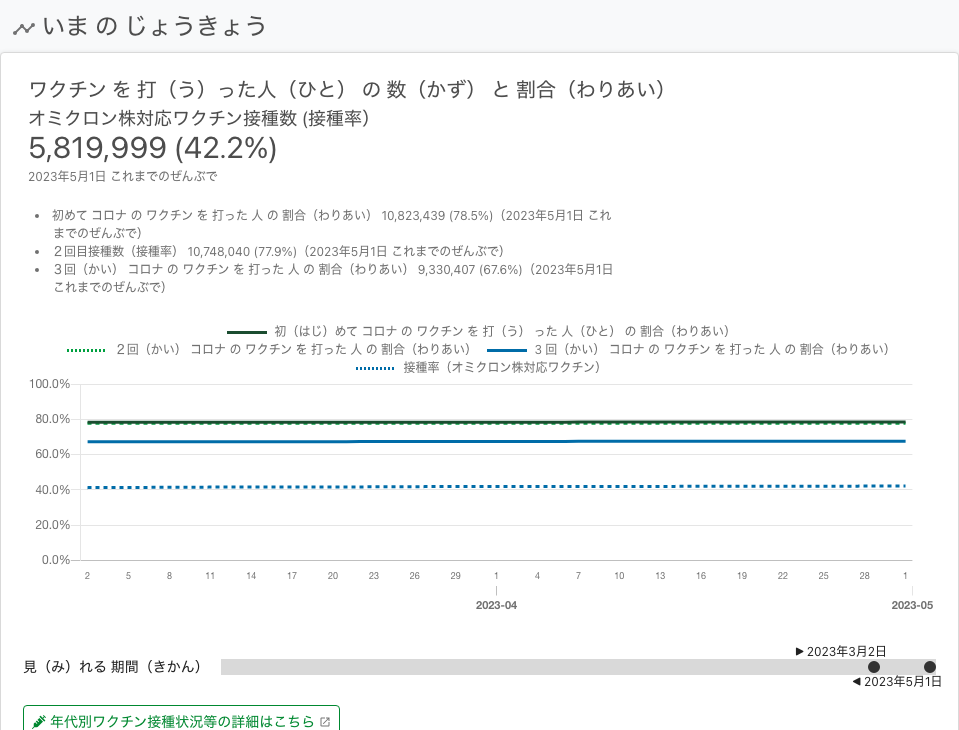 いま の じょうきょう
ワクチン を 打（う）った人（ひと） の 数（かず） と 割合（わりあい）
オミクロン株対応ワクチン接種数 (接種率)
5,819,999 (42.2%)
2023年5月1日 これまでのぜんぶで
• 初めて コロナ の ワクチン を 打った 人 の 割合（わりあい） 10,823,439 (78.5%)（2023年5月1日 これ
までのぜんぶで）
• ２回目接種数（接種率） 10,748,040 (77.9%)（2023年5月1日 これまでのぜんぶで）
• ３回（かい） コロナ の ワクチン を 打った 人 の 割合（わりあい） 9,330,407 (67.6%)（2023年5月1日
これまでのぜんぶで）
初（はじ）めて コロナ の ワクチン を 打（う） った 人（ひと） の 割合（わりあい）
２回（かい） コロナ の ワクチン を 打った 人 の 割合（わりあい） ３回（かい） コロナ の ワクチン を 打った 人 の 割合（わりあい）
接種率（オミクロン株対応ワクチン）
100.0%
80.0%
60.0%
40.0%
20.0%
0.0%
2 5 8 11 14 17 20 23 26 29 1 4 7 10 13 16 19 22 25 28 1
2023-04 2023-05
▶ 2023年3月2日
見（み）れる 期間（きかん）
◀ 2023年5月1日
年代別ワクチン接種状況等の詳細はこちら